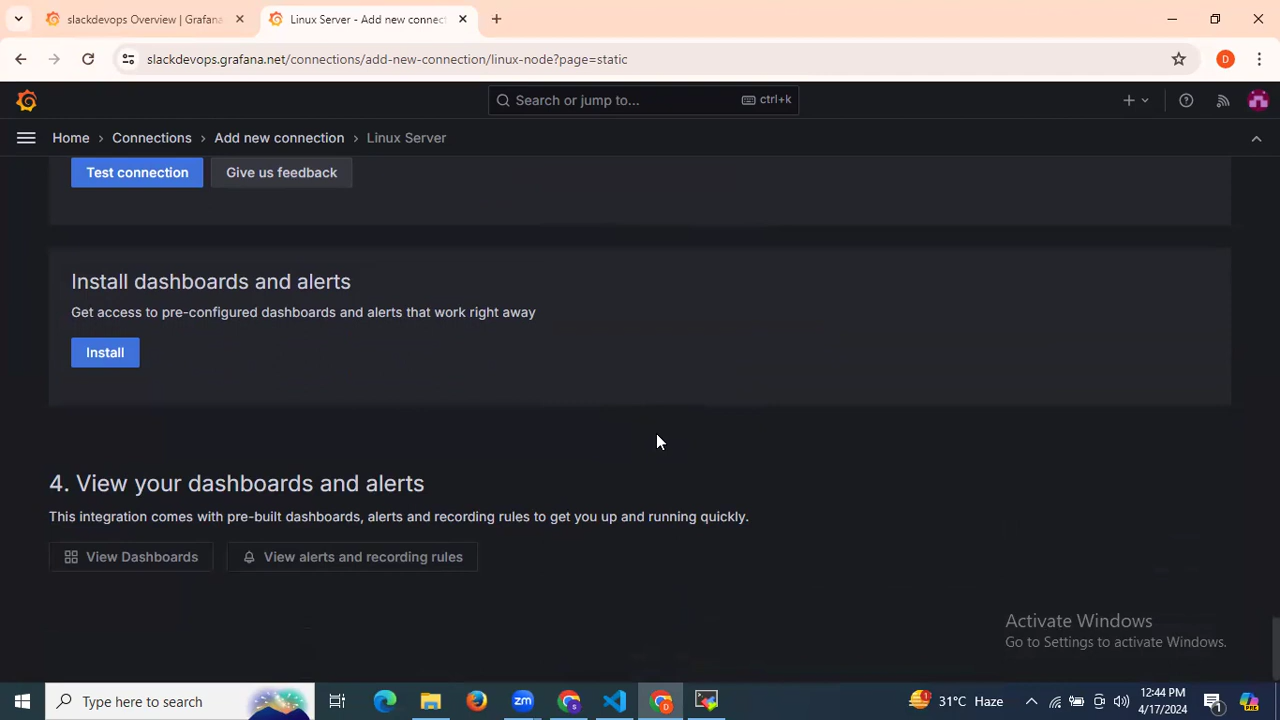 slackdevops Overview | Grafana
Linux Server - Add new connect
slackdevops.grafana.net/connections/add-new-connection/linux-node?page=static
D
Search or jump to...
ctrl+k
Home > Connections > Add new connection > Linux Server
Test connection
Give us feedback
Install dashboards and alerts
Get access to pre-configured dashboards and alerts that work right away
Install
4. View your dashboards and alerts
This integration comes with pre-built dashboards, alerts and recording rules to get you up and running quickly.
View Dashboards
View alerts and recording rules
Activate Windows
Go to Settings to activate Windows.
Type here to search
zm
S
D
1
31°C Haze
12:44 PM
4/17/2024
1
PRE